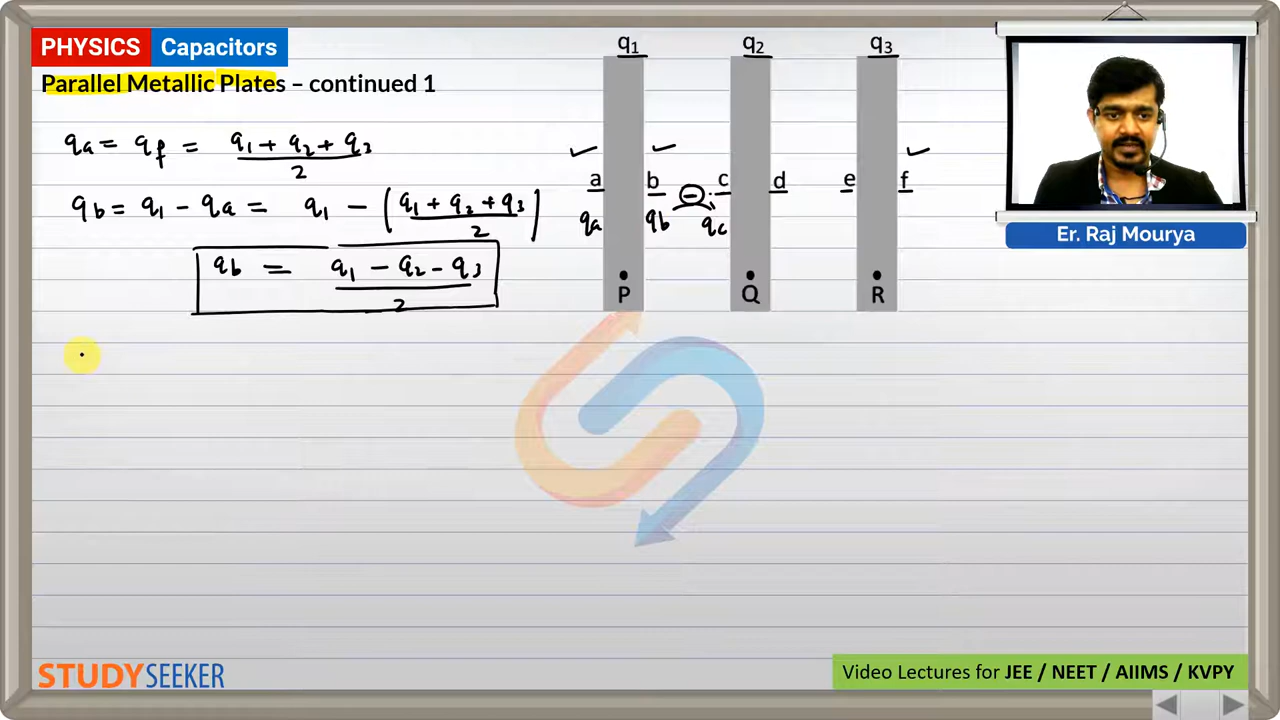 PHYSICS Capacitors
Parallel Metallic Plates – continued 1
qa = qf = q1 + q2 + q3 / 2
qb = q1 - qa = q1 - (q1 + q2 + q3 / 2)
qb = q1 - q2 - q3 / 2
q1 q2 q3
a b c d e f
qa qb qc
P Q R
Er. Raj Mourya
STUDYSEEKER
Video Lectures for JEE / NEET / AIIMS / KVPY